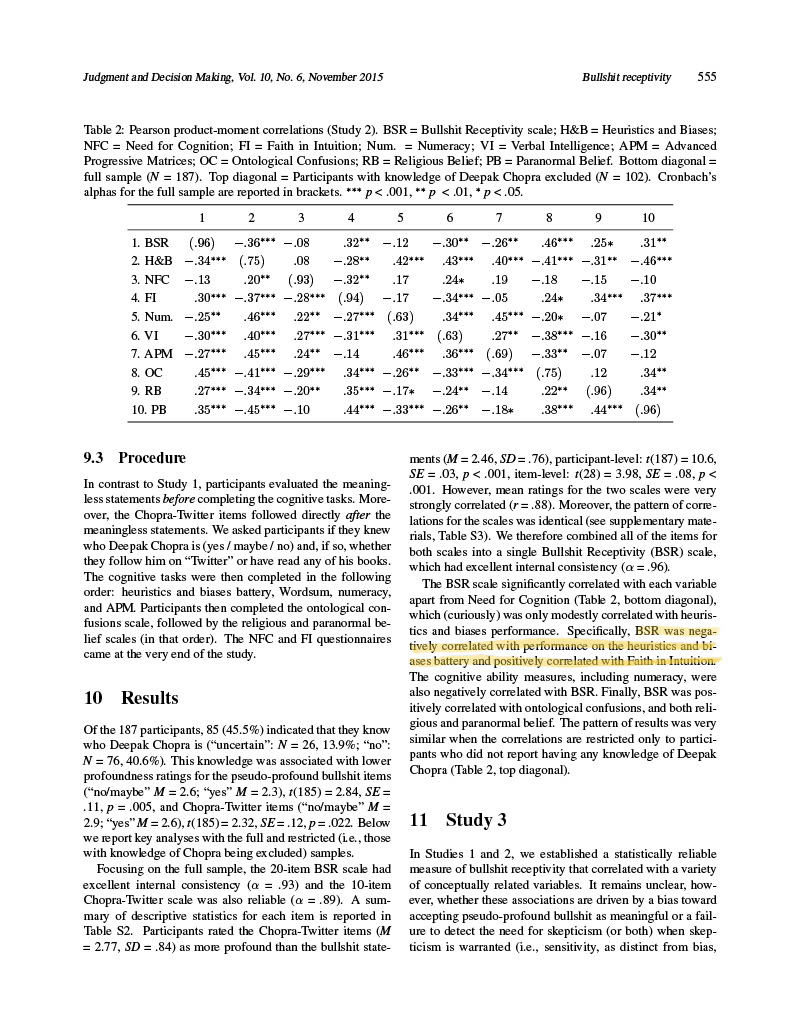 Judgment and Decision Making, Vol. 10, No. 6, November 2015 Bullshit receptivity 555
Table 2: Pearson product-moment correlations (Study 2). BSR = Bullshit Receptivity scale; H&B = Heuristics and Biases;
NFC = Need for Cognition; FI = Faith in Intuition; Num. = Numeracy; VI = Verbal Intelligence; APM = Advanced
Progressive Matrices; OC = Ontological Confusions; RB = Religious Belief; PB = Paranormal Belief. Bottom diagonal =
full sample (N = 187). Top diagonal = Participants with knowledge of Deepak Chopra excluded (N = 102). Cronbach's
alphas for the full sample are reported in brackets. *** p < .001, ** p < .01, * p < .05.
1 2 3 4 5 6 7 8 9 10
1. BSR (.96) −.36*** −.08 .32** −.12 −.30** −.26** .46*** .25* .31**
2. H&B −.34*** (.75) .08 −.28** .42*** .43*** .40*** −.41*** −.31** −.46***
3. NFC −.13 .20** (.93) −.32** .17 .24* .19 −.18 −.15 −.10
4. FI .30*** −.37*** −.28*** (.94) −.17 −.34*** −.05 .24* .34*** .37***
5. Num. −.25** .46*** .22** −.27*** (.63) .34*** .45*** −.20* −.07 −.21*
6. VI −.30*** .40*** .27*** −.31*** .31*** (.63) .27** −.38*** −.16 −.30**
7. APM −.27*** .45*** .24** −.14 .46*** .36*** (.69) −.33** −.07 −.12
8. OC .45*** −.41*** −.29*** .34*** −.26** −.33*** −.34*** (.75) .12 .34**
9. RB .27*** −.34*** −.20** .35*** −.17* −.24** −.14 .22** (.96) .34**
10. PB .35*** −.45*** −.10 .44*** −.33*** −.26** −.18* .38*** .44*** (.96)
9.3 Procedure
In contrast to Study 1, participants evaluated the meaning-
less statements before completing the cognitive tasks. More-
over, the Chopra-Twitter items followed directly after the
meaningless statements. We asked participants if they knew
who Deepak Chopra is (yes / maybe / no) and, if so, whether
they follow him on “Twitter” or have read any of his books.
The cognitive tasks were then completed in the following
order: heuristics and biases battery, Wordsum, numeracy,
and APM. Participants then completed the ontological con-
fusions scale, followed by the religious and paranormal be-
lief scales (in that order). The NFC and FI questionnaires
came at the very end of the study.
10 Results
Of the 187 participants, 85 (45.5%) indicated that they know
who Deepak Chopra is (“uncertain”: N = 26, 13.9%; “no”:
N = 76, 40.6%). This knowledge was associated with lower
profoundness ratings for the pseudo-profound bullshit items
(“no/maybe” M = 2.6; “yes” M = 2.3), t(185) = 2.84, SE =
.11, p = .005, and Chopra-Twitter items (“no/maybe” M =
2.9; “yes” M = 2.6), t(185) = 2.32, SE = .12, p = .022. Below
we report key analyses with the full and restricted (i.e., those
with knowledge of Chopra being excluded) samples.
Focusing on the full sample, the 20-item BSR scale had
excellent internal consistency (α = .93) and the 10-item
Chopra-Twitter scale was also reliable (α = .89). A sum-
mary of descriptive statistics for each item is reported in
Table S2. Participants rated the Chopra-Twitter items (M
= 2.77, SD = .84) as more profound than the bullshit state-
ments (M = 2.46, SD = .76), participant-level: t(187) = 10.6,
SE = .03, p < .001, item-level: t(28) = 3.98, SE = .08, p <
.001. However, mean ratings for the two scales were very
strongly correlated (r = .88). Moreover, the pattern of corre-
lations for the scales was identical (see supplementary mate-
rials, Table S3). We therefore combined all of the items for
both scales into a single Bullshit Receptivity (BSR) scale,
which had excellent internal consistency (α = .96).
The BSR scale significantly correlated with each variable
apart from Need for Cognition (Table 2, bottom diagonal),
which (curiously) was only modestly correlated with heuris-
tics and biases performance. Specifically, BSR was nega-
tively correlated with performance on the heuristics and bi-
ases battery and positively correlated with Faith in Intuition.
The cognitive ability measures, including numeracy, were
also negatively correlated with BSR. Finally, BSR was pos-
itively correlated with ontological confusions, and both reli-
gious and paranormal belief. The pattern of results was very
similar when the correlations are restricted only to partici-
pants who did not report having any knowledge of Deepak
Chopra (Table 2, top diagonal).
11 Study 3
In Studies 1 and 2, we established a statistically reliable
measure of bullshit receptivity that correlated with a variety
of conceptually related variables. It remains unclear, how-
ever, whether these associations are driven by a bias toward
accepting pseudo-profound bullshit as meaningful or a fail-
ure to detect the need for skepticism (or both) when skep-
ticism is warranted (i.e., sensitivity, as distinct from bias,